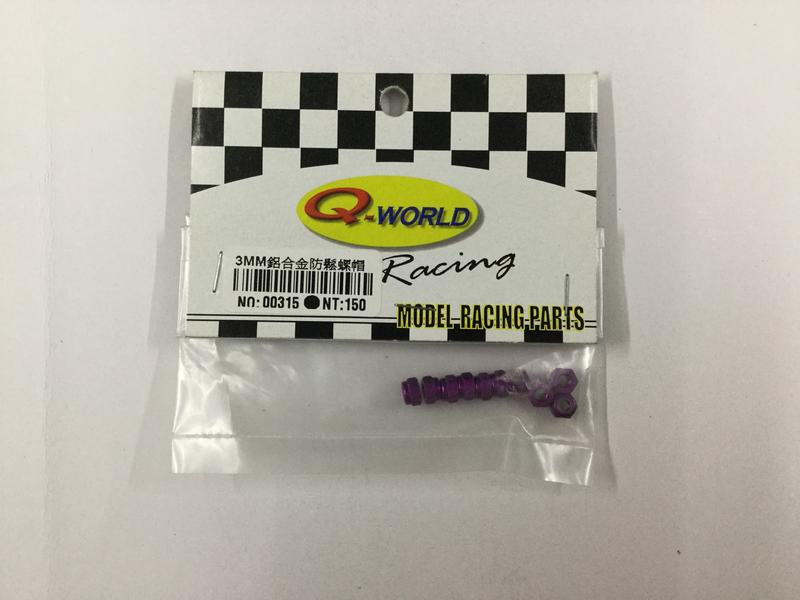 Q-WORLD
Racing
3MM鋁合金防鬆螺帽
NO: 00315 ● NT:150
MODEL RACING PARTS